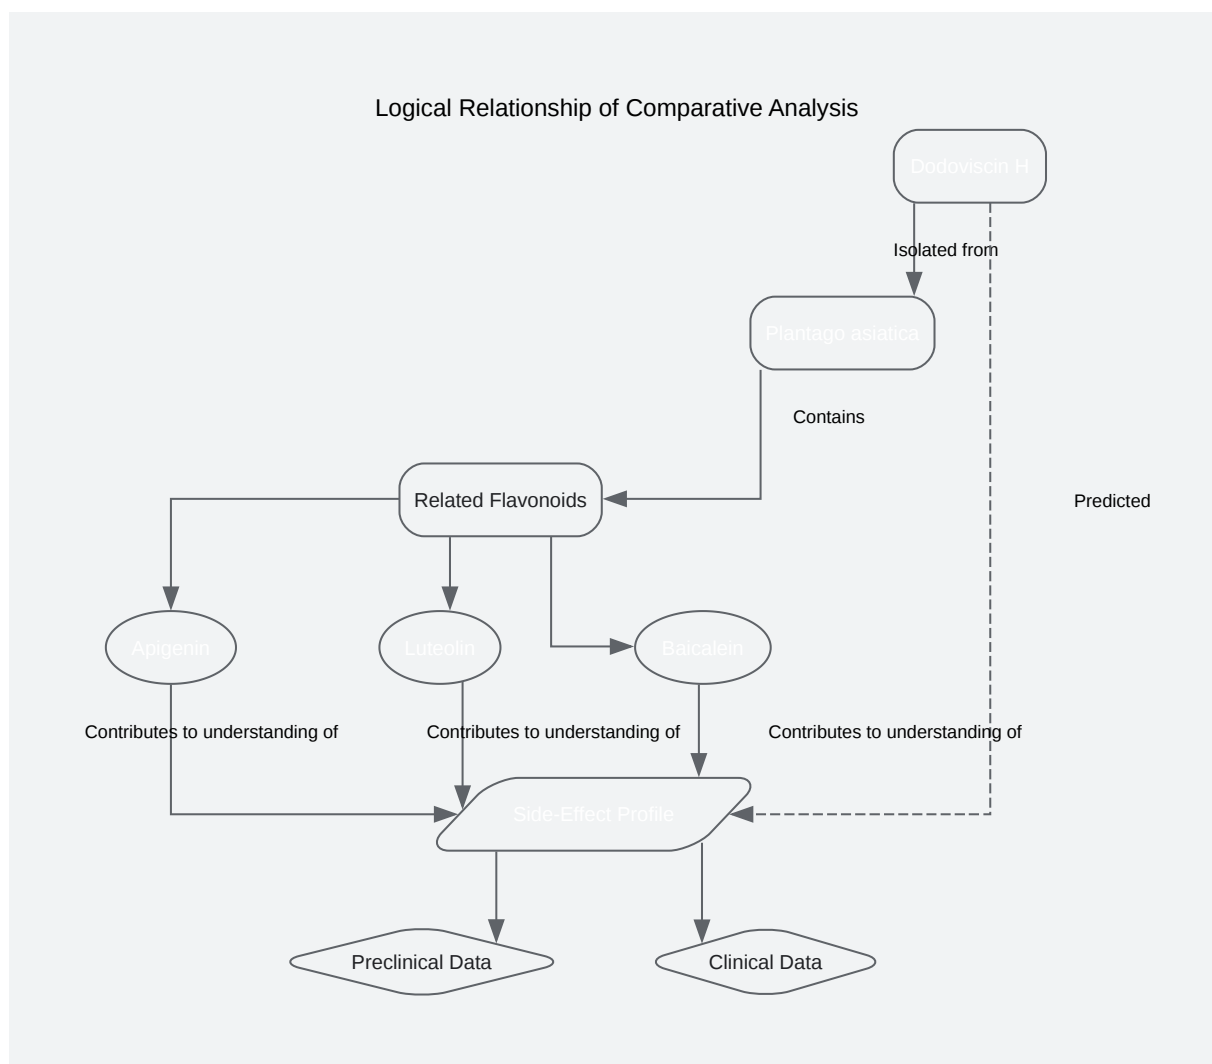 Logical Relationship of Comparative Analysis
Dodoviscin H
Isolated from
Plantago asiatica
Contains
Related Flavonoids
Predicted
Apigenin
Luteolin
Baicalein
Contributes to understanding of
Contributes to understanding of
Contributes to understanding of
Side-Effect Profile
Preclinical Data
Clinical Data